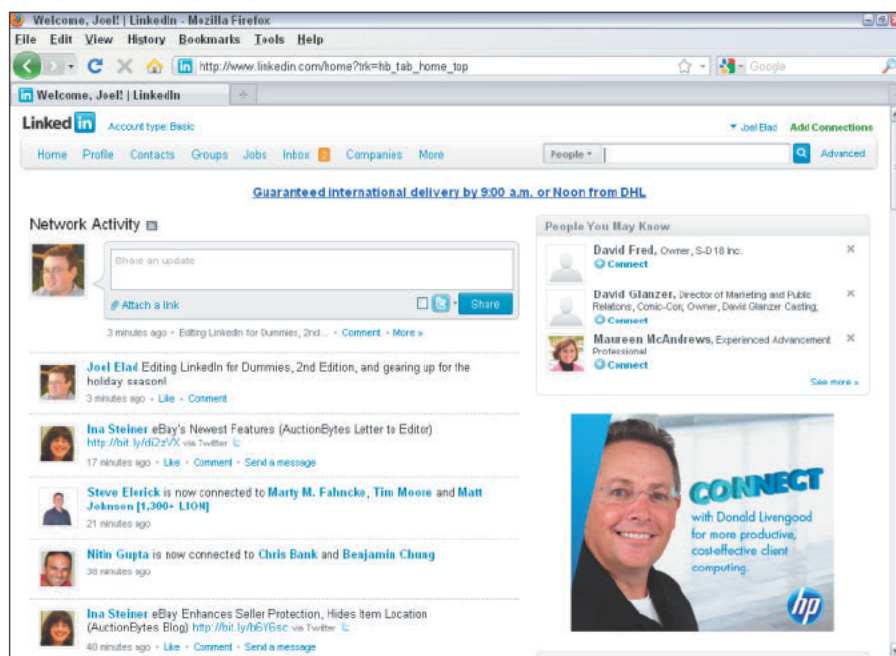 Welcome, Joel! | LinkedIn - Mozilla Firefox
File Edit View History Bookmarks Tools Help
http://www.linkedin.com/home?trk=hb_tab_home_top
Google
Welcome, Joel! | LinkedIn
Linked in Account type: Basic
Joel Elad Add Connections
Home Profile Contacts Groups Jobs Inbox 2 Companies More
People
Advanced
Guaranteed international delivery by 9:00 a.m. or Noon from DHL
Network Activity
Share an update
Attach a link
Share
3 minutes ago • Editing LinkedIn for Dummies, 2nd... • Comment • More »
Joel Elad Editing LinkedIn for Dummies, 2nd Edition, and gearing up for the
holiday season!
3 minutes ago • Like • Comment
Ina Steiner eBay's Newest Features (AuctionBytes Letter to Editor)
http://bit.ly/di2zVX via Twitter
17 minutes ago • Like • Comment • Send a message
Steve Elerick is now connected to Marty M. Fahncke, Tim Moore and Matt
Johnson [1,300+ LION]
21 minutes ago
Nitin Gupta is now connected to Chris Bank and Benjamin Chung
38 minutes ago
Ina Steiner eBay Enhances Seller Protection, Hides Item Location
(AuctionBytes Blog) http://bit.ly/b6Y6sc via Twitter
40 minutes ago • Like • Comment • Send a message
People You May Know
David Fred, Owner, S-D18 Inc.
Connect
David Glanzer, Director of Marketing and Public
Relations, Comic-Con; Owner, David Glanzer Casting;
Connect
Maureen McAndrews, Experienced Advancement
Professional
Connect
See more »
CONNECT
with Donald Livengood
for more productive,
cost-effective client
computing.
hp